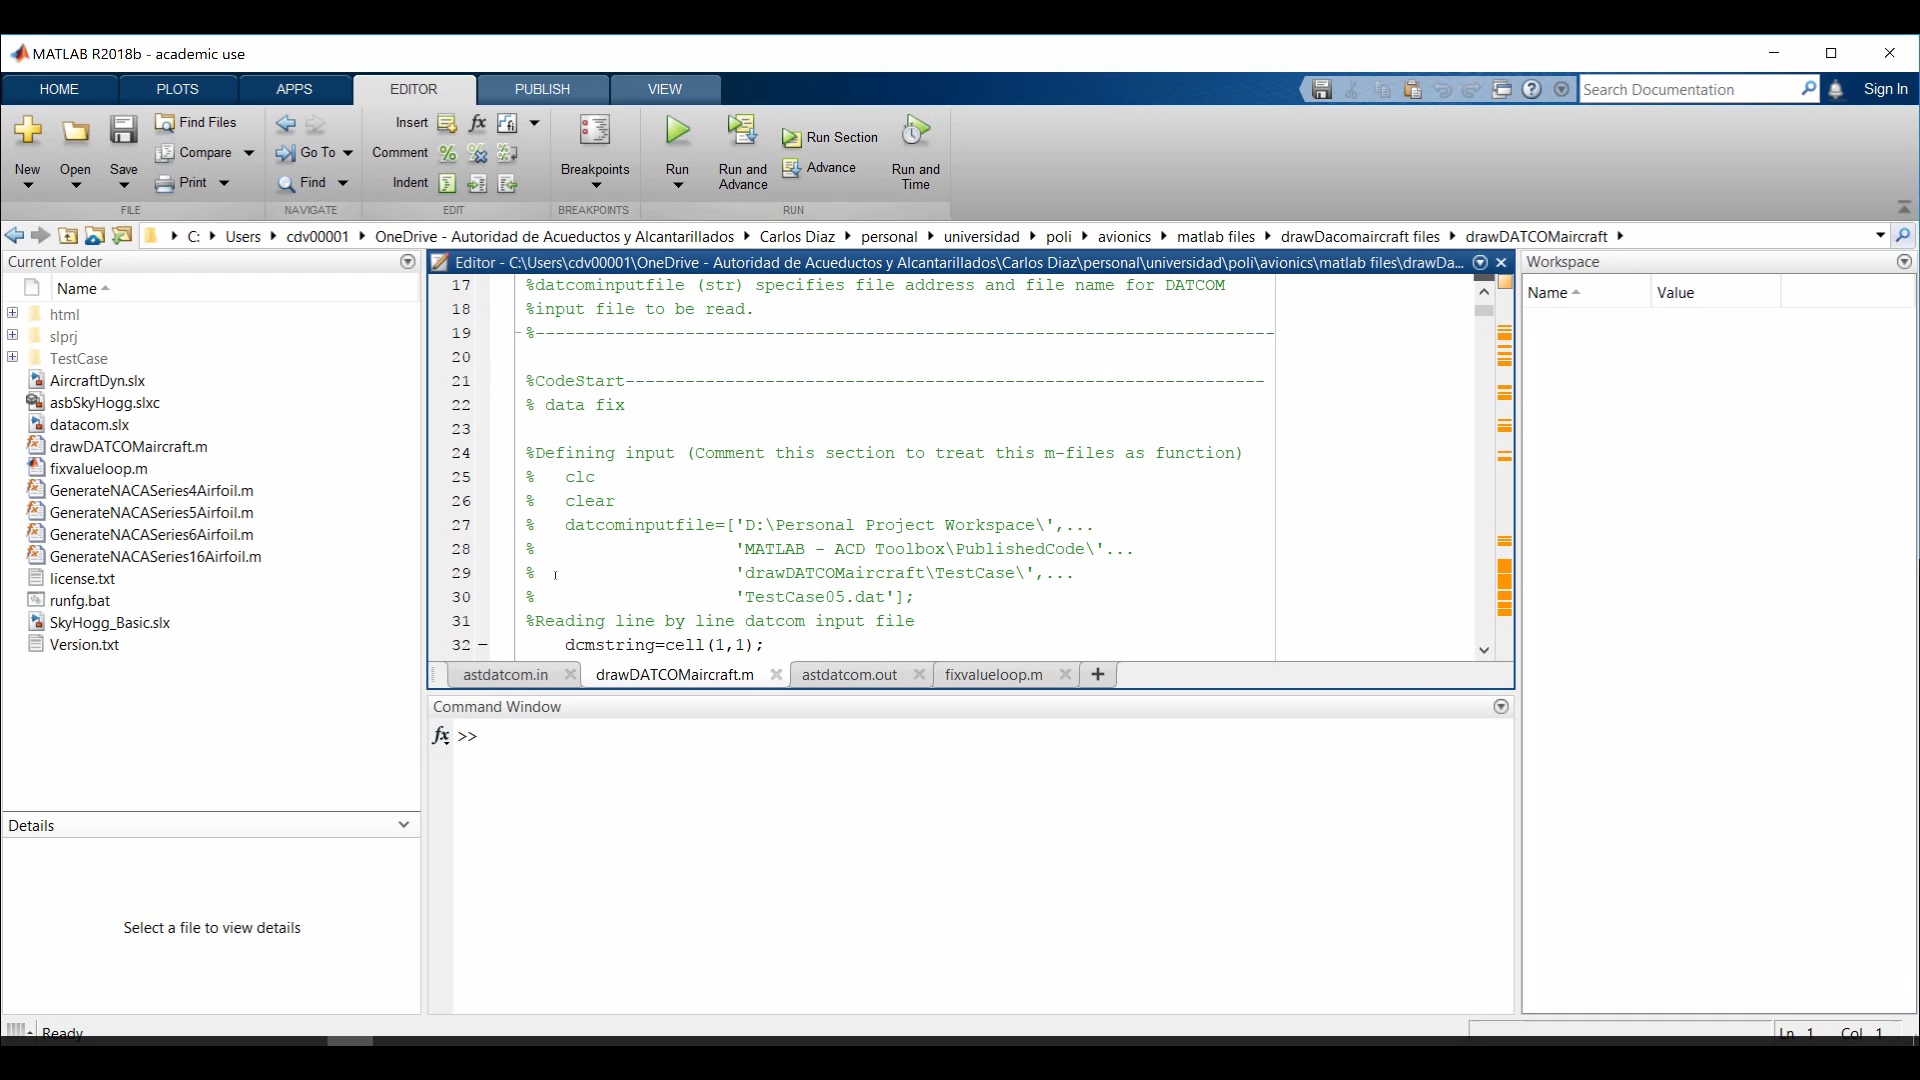 MATLAB R2018b - academic use
HOME PLOTS APPS EDITOR PUBLISH VIEW
Search Documentation
Sign In
New
Open
Save
Find Files
Compare
Print
FILE
Go To
Find
NAVIGATE
Insert fx
Comment
Indent
EDIT
Breakpoints
BREAKPOINTS
Run
Run and Advance
Run Section
Advance
Run and Time
RUN
C: Users cdv00001 OneDrive - Autoridad de Acueductos y Alcantarillados Carlos Diaz personal universidad poli avionics matlab files drawDacomaircraft files drawDATCOMaircraft
Current Folder
Name
html
slprj
TestCase
AircraftDyn.slx
asbSkyHogg.slxc
datacom.slx
drawDATCOMaircraft.m
fixvalueloop.m
GenerateNACASeries4Airfoil.m
GenerateNACASeries5Airfoil.m
GenerateNACASeries6Airfoil.m
GenerateNACASeries16Airfoil.m
license.txt
runfg.bat
SkyHogg_Basic.slx
Version.txt
Details
Select a file to view details
Editor - C:\Users\cdv00001\OneDrive - Autoridad de Acueductos y Alcantarillados\Carlos Diaz\personal\universidad\poli\avionics\matlab files\drawDa...
17 %datcominputfile (str) specifies file address and file name for DATCOM
18 %input file to be read.
19 %--------------------------------------------------------------------------
20
21 %CodeStart----------------------------------------------------------------
22 % data fix
23
24 %Defining input (Comment this section to treat this m-files as function)
25 % clc
26 % clear
27 % datcominputfile=['D:\Personal Project Workspace\',...
28 % 'MATLAB - ACD Toolbox\PublishedCode\'...
29 % 'drawDATCOMaircraft\TestCase\',...
30 % 'TestCase05.dat'];
31 %Reading line by line datcom input file
32 – dcmstring=cell(1,1);
astdatcom.in drawDATCOMaircraft.m astdatcom.out fixvalueloop.m
Command Window
fx >>
Workspace
Name Value
Ready
Ln 1 Col 1